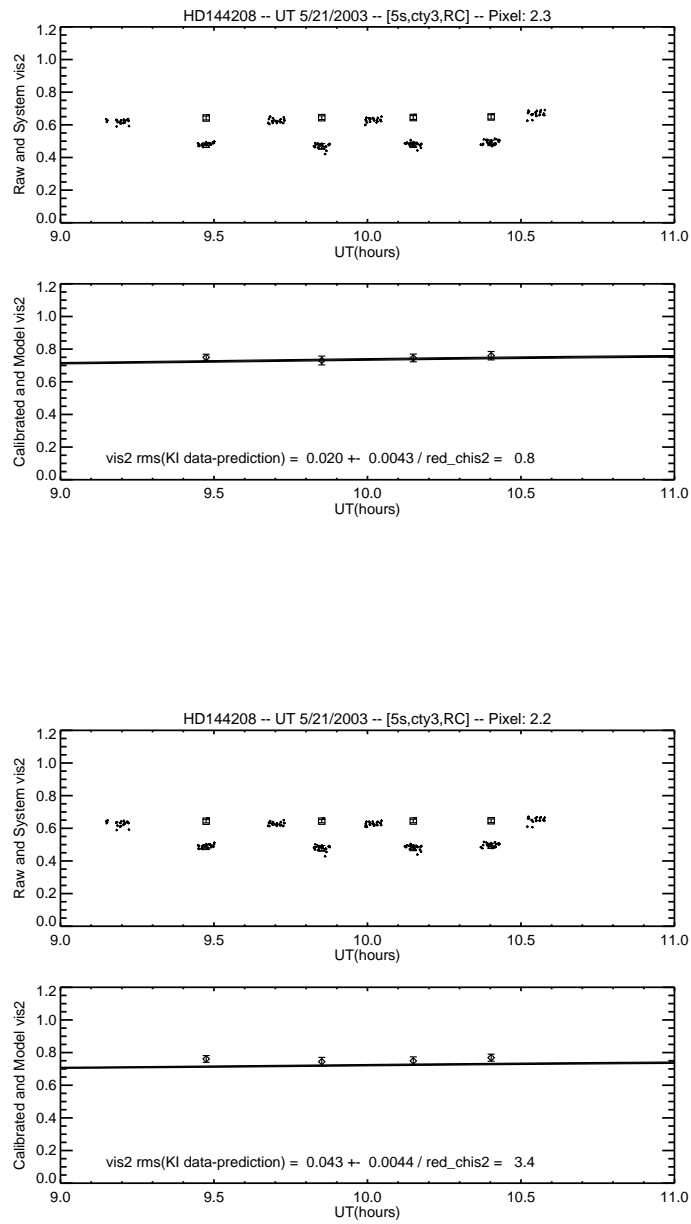 HD144208 -- UT 5/21/2003 -- [5s,cty3,RC] -- Pixel: 2.3
Raw and System vis2
1.2
1.0
0.8
0.6
0.4
0.2
0.0
9.0 9.5 10.0 10.5 11.0
UT(hours)
Calibrated and Model vis2
1.2
1.0
0.8
0.6
0.4
0.2
0.0
vis2 rms(KI data-prediction) = 0.020 +- 0.0043 / red_chis2 = 0.8
9.0 9.5 10.0 10.5 11.0
UT(hours)
HD144208 -- UT 5/21/2003 -- [5s,cty3,RC] -- Pixel: 2.2
Raw and System vis2
1.2
1.0
0.8
0.6
0.4
0.2
0.0
9.0 9.5 10.0 10.5 11.0
UT(hours)
Calibrated and Model vis2
1.2
1.0
0.8
0.6
0.4
0.2
0.0
vis2 rms(KI data-prediction) = 0.043 +- 0.0044 / red_chis2 = 3.4
9.0 9.5 10.0 10.5 11.0
UT(hours)